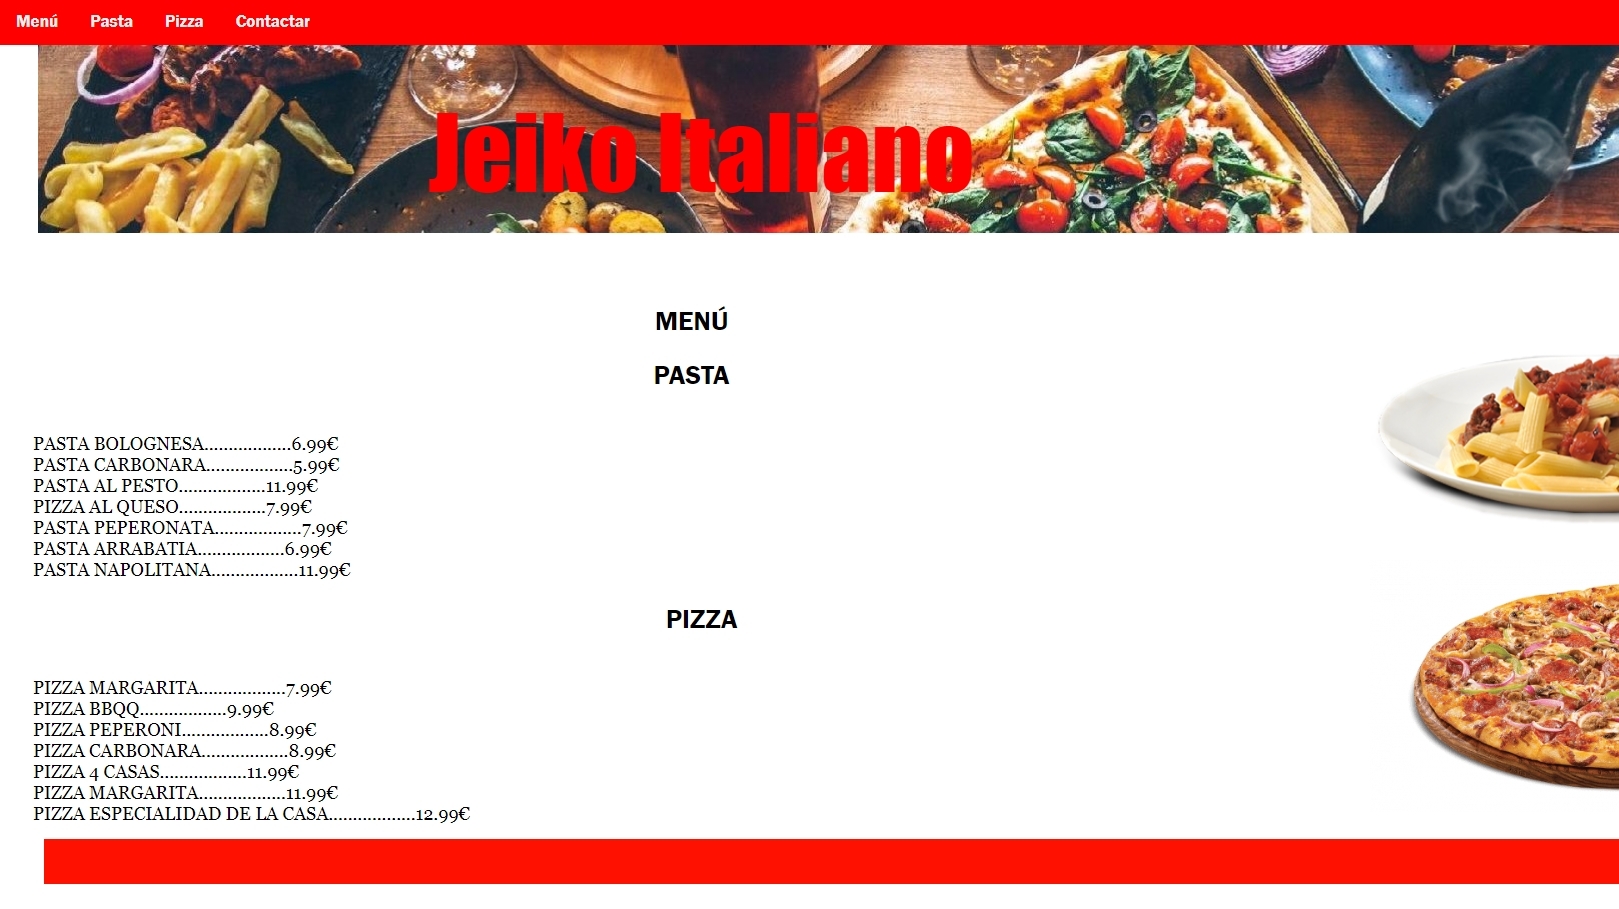 Menú Pasta Pizza Contactar
Jeiko Italiano
MENÚ
PASTA
PASTA BOLOGNESA..................6.99€
PASTA CARBONARA..................5.99€
PASTA AL PESTO..................11.99€
PIZZA AL QUESO..................7.99€
PASTA PEPERONATA..................7.99€
PASTA ARRABATIA..................6.99€
PASTA NAPOLITANA..................11.99€
PIZZA
PIZZA MARGARITA..................7.99€
PIZZA BBQQ..................9.99€
PIZZA PEPERONI..................8.99€
PIZZA CARBONARA..................8.99€
PIZZA 4 CASAS..................11.99€
PIZZA MARGARITA..................11.99€
PIZZA ESPECIALIDAD DE LA CASA..................12.99€